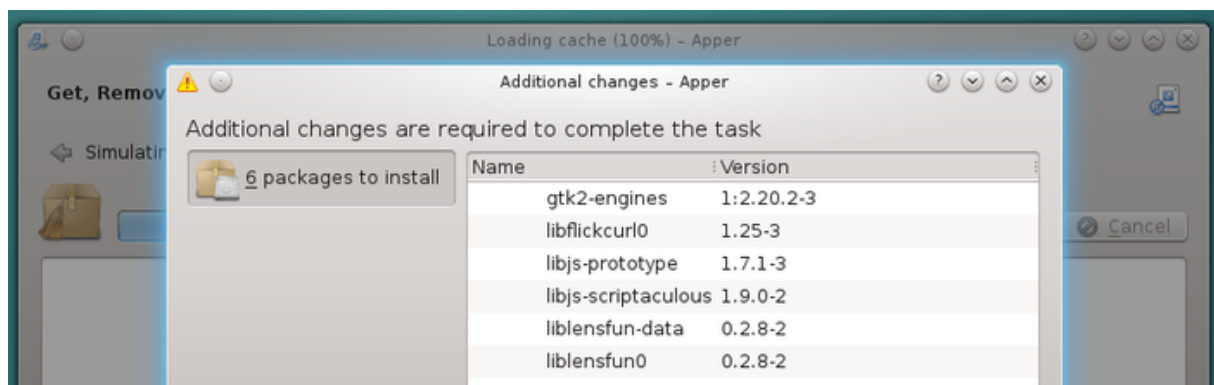 Loading cache (100%) – Apper
Additional changes – Apper
Get, Remov
Additional changes are required to complete the task
Simulatin
6 packages to install
Name Version
gtk2-engines 1:2.20.2-3
libflickcurl0 1.25-3
Cancel
libjs-prototype 1.7.1-3
libjs-scriptaculous 1.9.0-2
liblensfun-data 0.2.8-2
liblensfun0 0.2.8-2